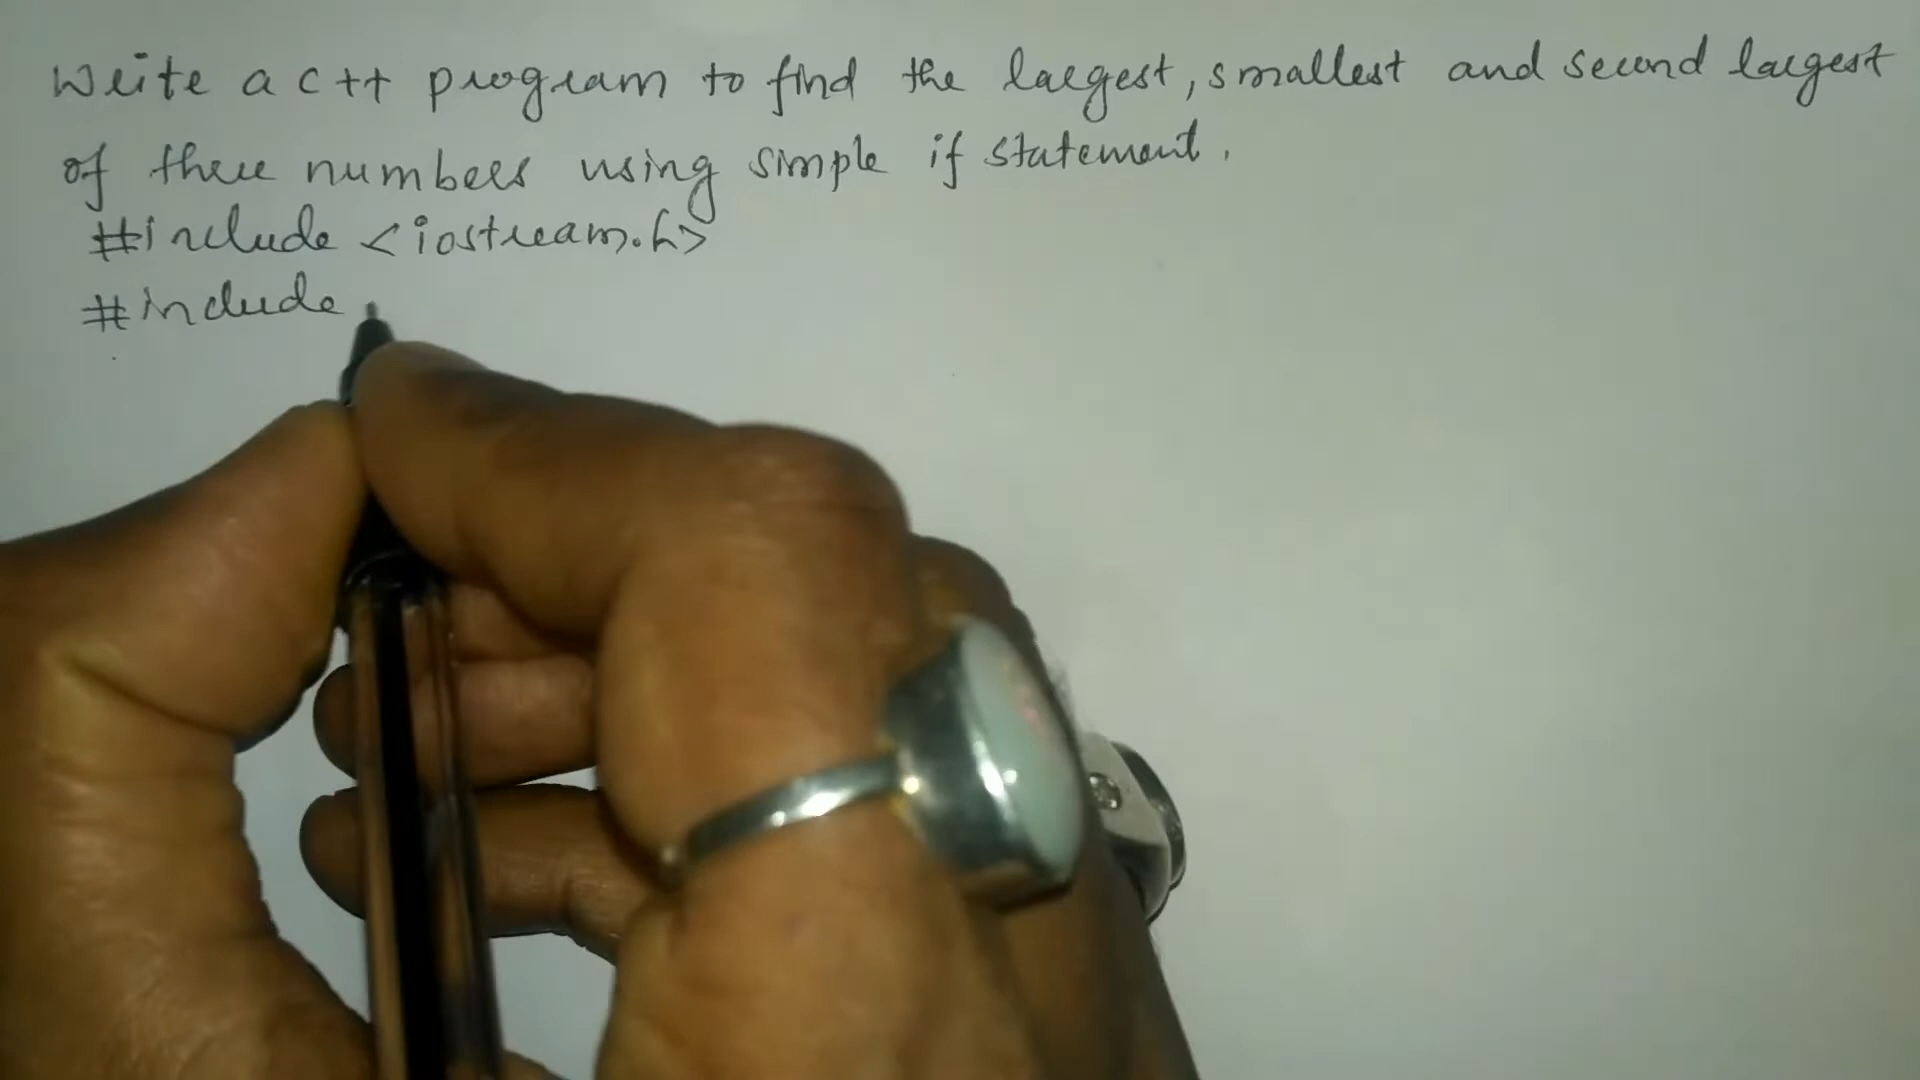 Write a c++ program to find the largest, smallest and second largest
of three numbers using simple if statement.
#include <iostream.h>
#include